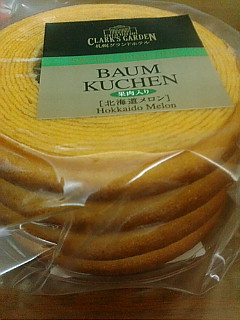 CLARK'S GARDEN
札幌グランドホテル
BAUM
KUCHEN
果肉入り
[北海道メロン]
Hokkaido Melon